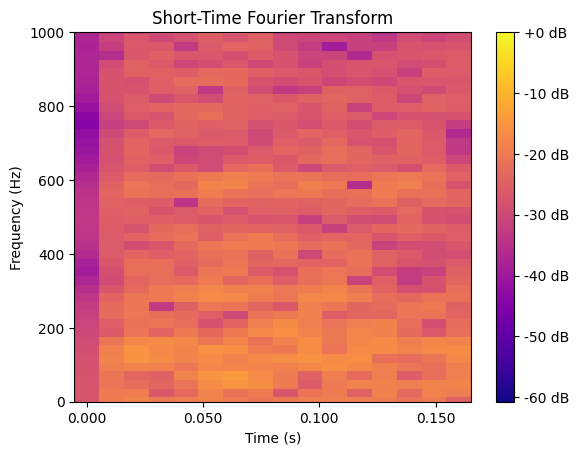 Short-Time Fourier Transform
Frequency (Hz)
1000
800
600
400
200
0
0.000
0.050
0.100
0.150
Time (s)
+0 dB
-10 dB
-20 dB
-30 dB
-40 dB
-50 dB
-60 dB